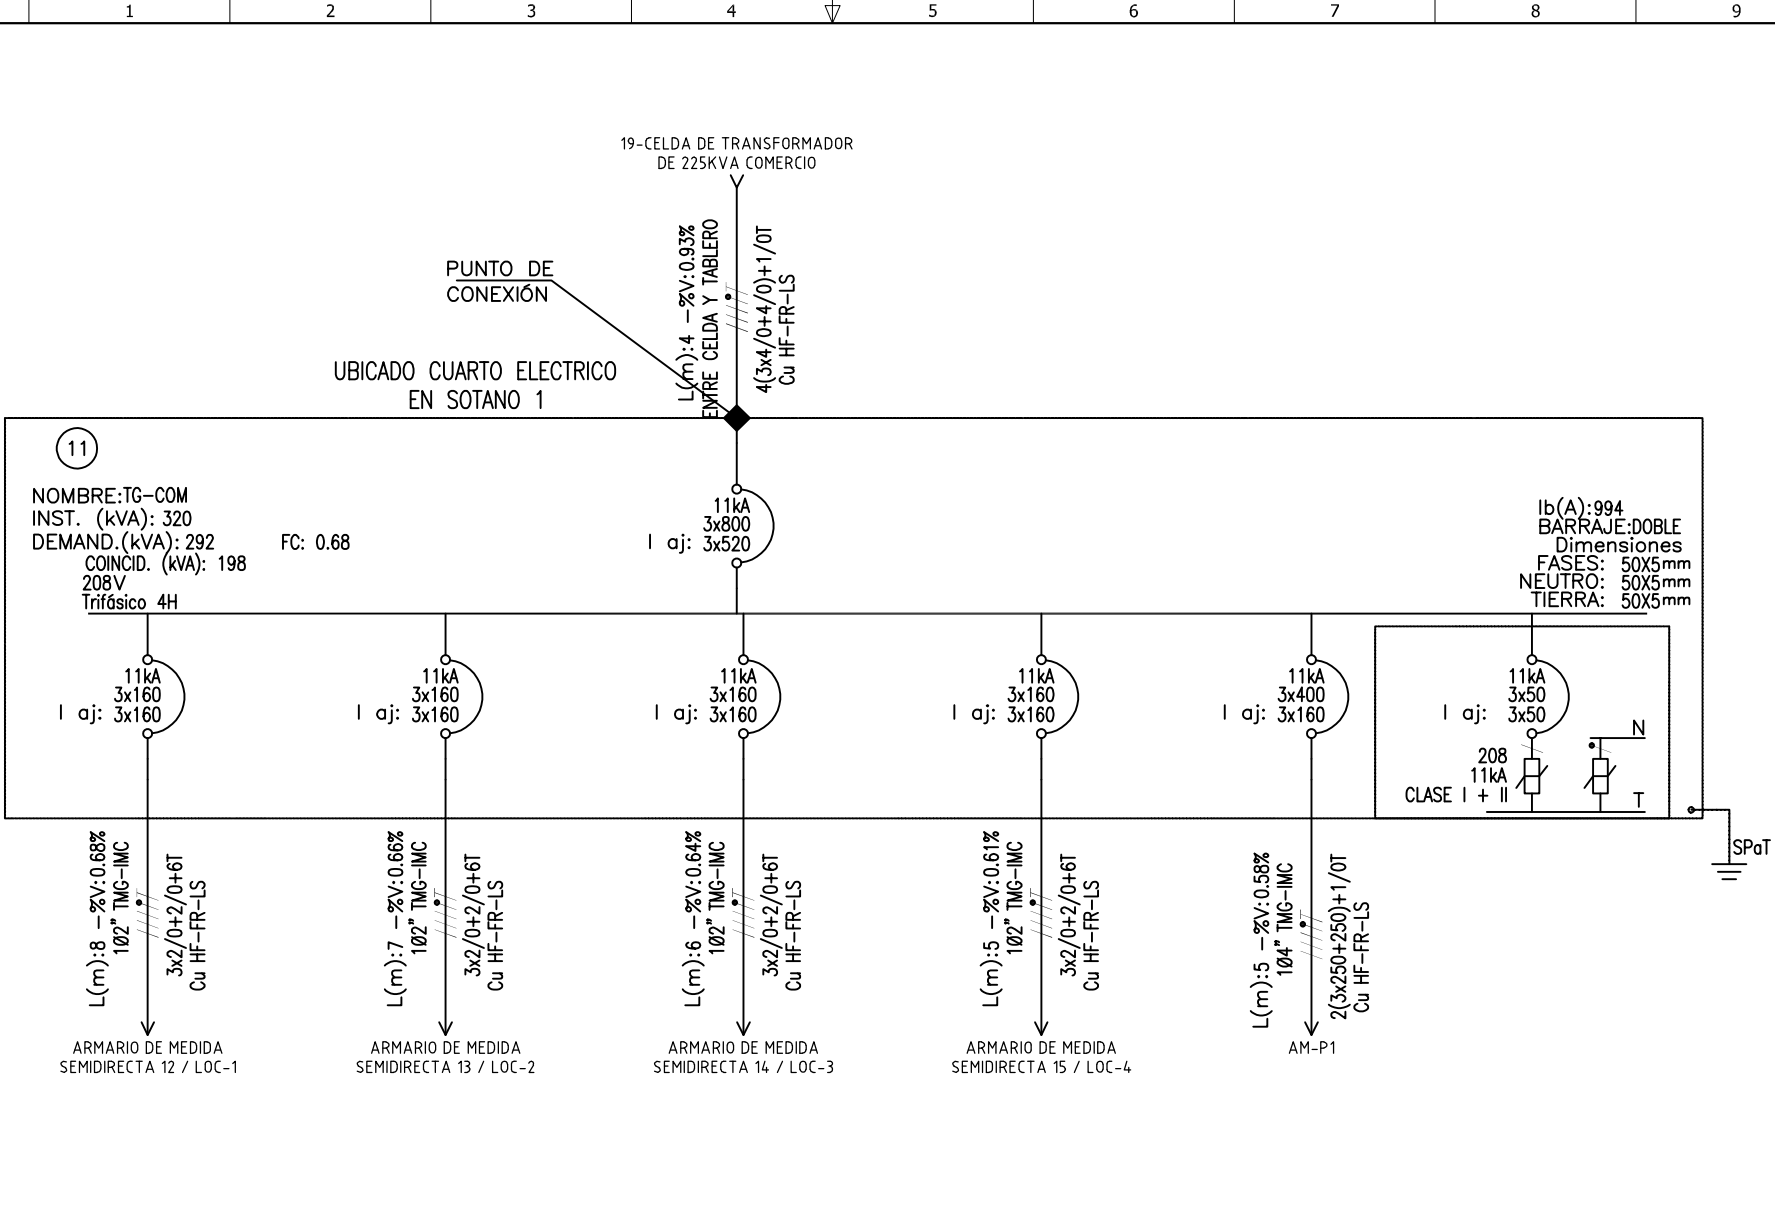 1 2 3 4 5 6 7 8 9
19-CELDA DE TRANSFORMADOR
DE 225KVA COMERCIO
L(m):4 -%V:0.93%
ENTRE CELDA Y TABLERO
4(3x4/0+4/0)+1/0T
Cu HF-FR-LS
PUNTO DE
CONEXIÓN
UBICADO CUARTO ELECTRICO
EN SOTANO 1
11
NOMBRE:TG-COM
INST. (kVA): 320
DEMAND.(kVA): 292 FC: 0.68
COINCID. (kVA): 198
208V
Trifásico 4H
11kA
3x800
I aj: 3x520
Ib(A):994
BARRAJE:DOBLE
Dimensiones
FASES: 50X5mm
NEUTRO: 50X5mm
TIERRA: 50X5mm
11kA
3x160
I aj: 3x160
11kA
3x160
I aj: 3x160
11kA
3x160
I aj: 3x160
11kA
3x160
I aj: 3x160
11kA
3x400
I aj: 3x160
11kA
3x50
I aj: 3x50
N
208
11kA
CLASE I + II
T
SPaT
L(m):8 -%V:0.68%
1Ø2" TMG-IMC
3x2/0+2/0+6T
Cu HF-FR-LS
L(m):7 -%V:0.66%
1Ø2" TMG-IMC
3x2/0+2/0+6T
Cu HF-FR-LS
L(m):6 -%V:0.64%
1Ø2" TMG-IMC
3x2/0+2/0+6T
Cu HF-FR-LS
L(m):5 -%V:0.61%
1Ø2" TMG-IMC
3x2/0+2/0+6T
Cu HF-FR-LS
L(m):5 -%V:0.58%
1Ø4" TMG-IMC
2(3x250+250)+1/0T
Cu HF-FR-LS
ARMARIO DE MEDIDA
SEMIDIRECTA 12 / LOC-1
ARMARIO DE MEDIDA
SEMIDIRECTA 13 / LOC-2
ARMARIO DE MEDIDA
SEMIDIRECTA 14 / LOC-3
ARMARIO DE MEDIDA
SEMIDIRECTA 15 / LOC-4
AM-P1